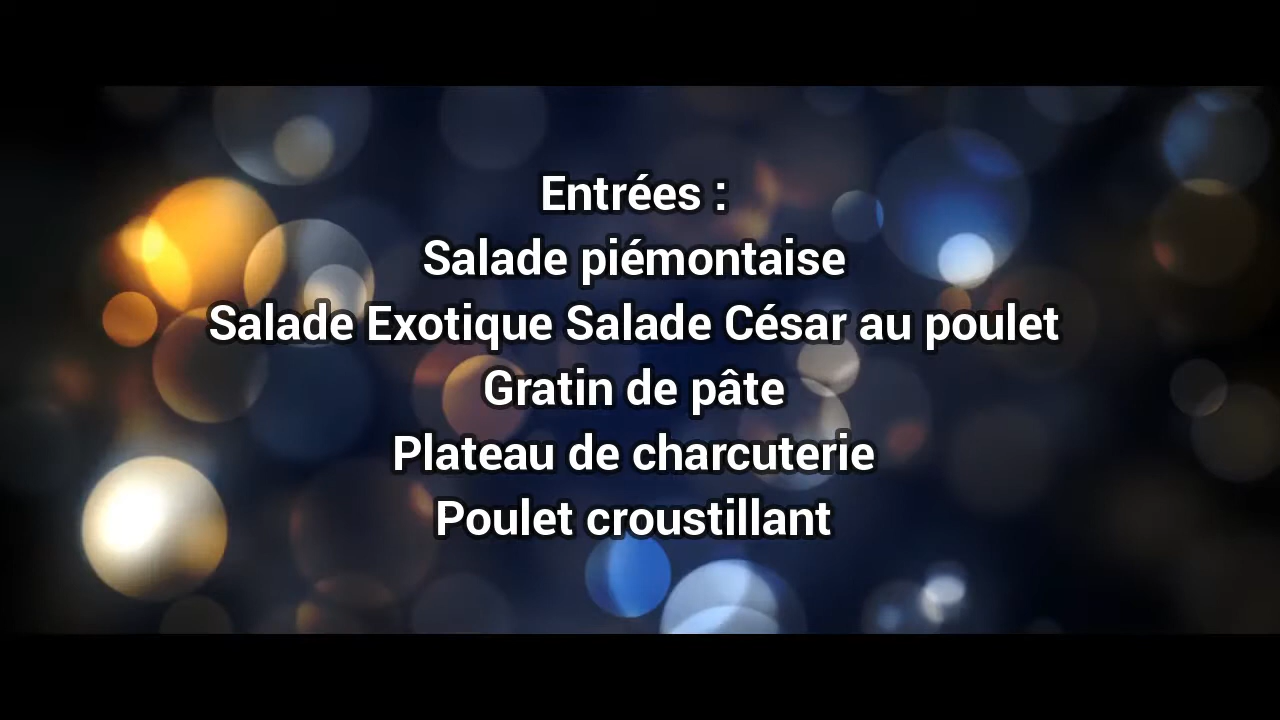 Entrées :
Salade piémontaise
Salade Exotique Salade César au poulet
Gratin de pâte
Plateau de charcuterie
Poulet croustillant